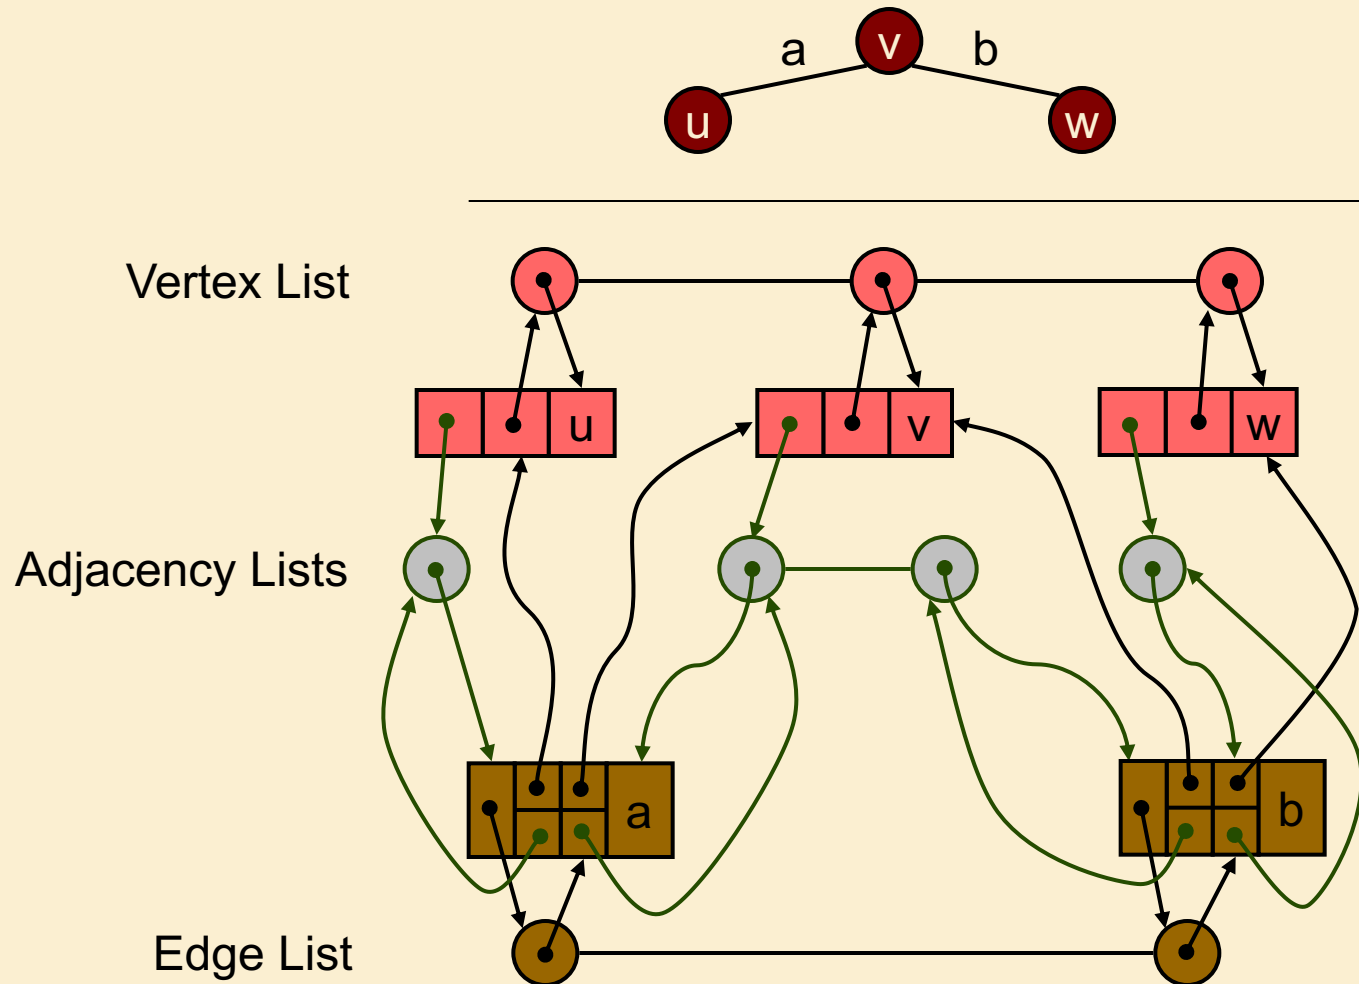 a v b
u w
Vertex List
u v w
Adjacency Lists
a b
Edge List